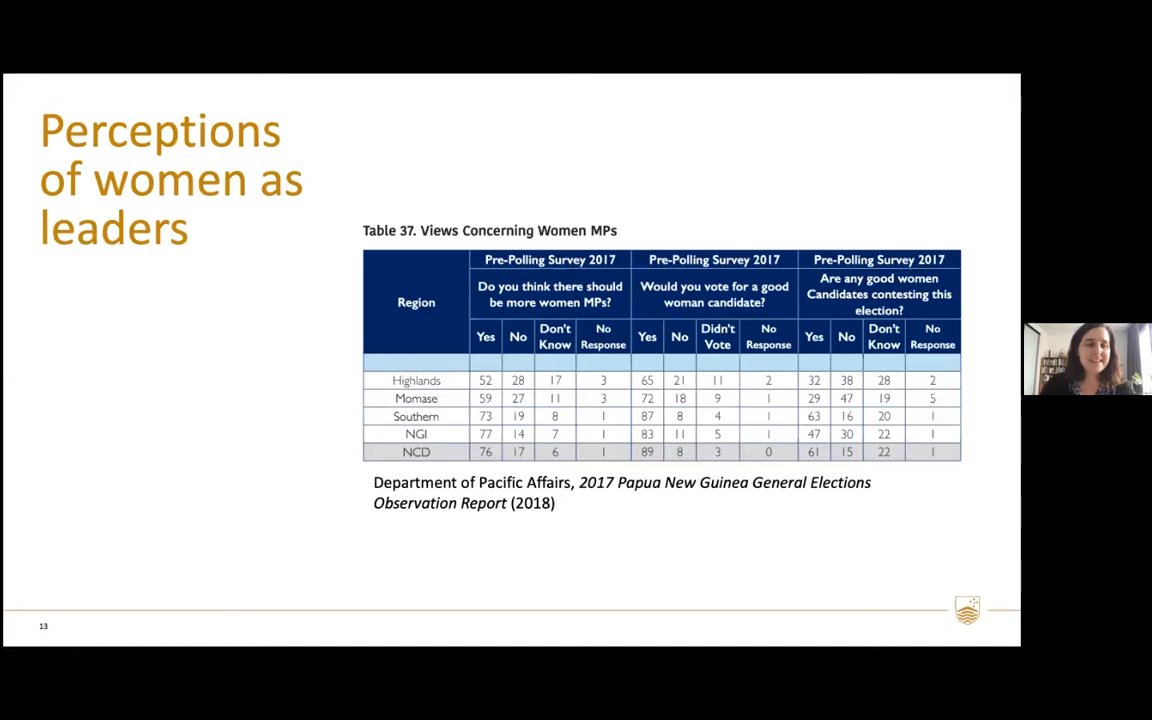 Perceptions
of women as
leaders
Table 37. Views Concerning Women MPs
Pre-Polling Survey 2017 Pre-Polling Survey 2017 Pre-Polling Survey 2017
Region
Do you think there should
be more women MPs?
Would you vote for a good
woman candidate?
Are any good women
Candidates contesting this
election?
Yes No Don't Know No Response Yes No Didn't Vote No Response Yes No Don't Know No Response
Highlands 52 28 17 3 65 21 11 2 32 38 28 2
Momase 59 27 11 3 72 18 9 1 29 47 19 5
Southern 73 19 8 1 87 8 4 1 63 16 20 1
NGI 77 14 7 1 83 11 5 1 47 30 22 1
NCD 76 17 6 1 89 8 3 0 61 15 22 1
Department of Pacific Affairs, 2017 Papua New Guinea General Elections
Observation Report (2018)
13